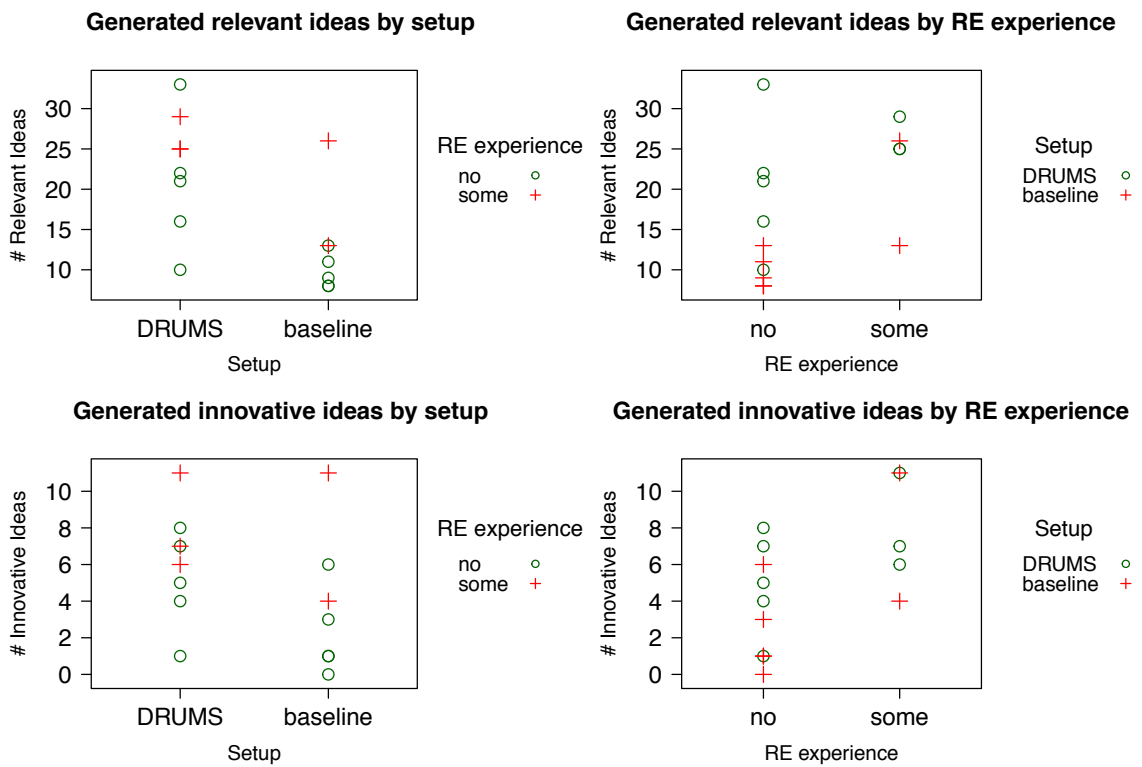 Generated relevant ideas by setup
# Relevant Ideas
30
25
20
15
10
DRUMS baseline
Setup
RE experience
no
some
Generated relevant ideas by RE experience
# Relevant Ideas
30
25
20
15
10
no some
RE experience
Setup
DRUMS
baseline
Generated innovative ideas by setup
# Innovative Ideas
10
8
6
4
2
0
DRUMS baseline
Setup
RE experience
no
some
Generated innovative ideas by RE experience
# Innovative Ideas
10
8
6
4
2
0
no some
RE experience
Setup
DRUMS
baseline